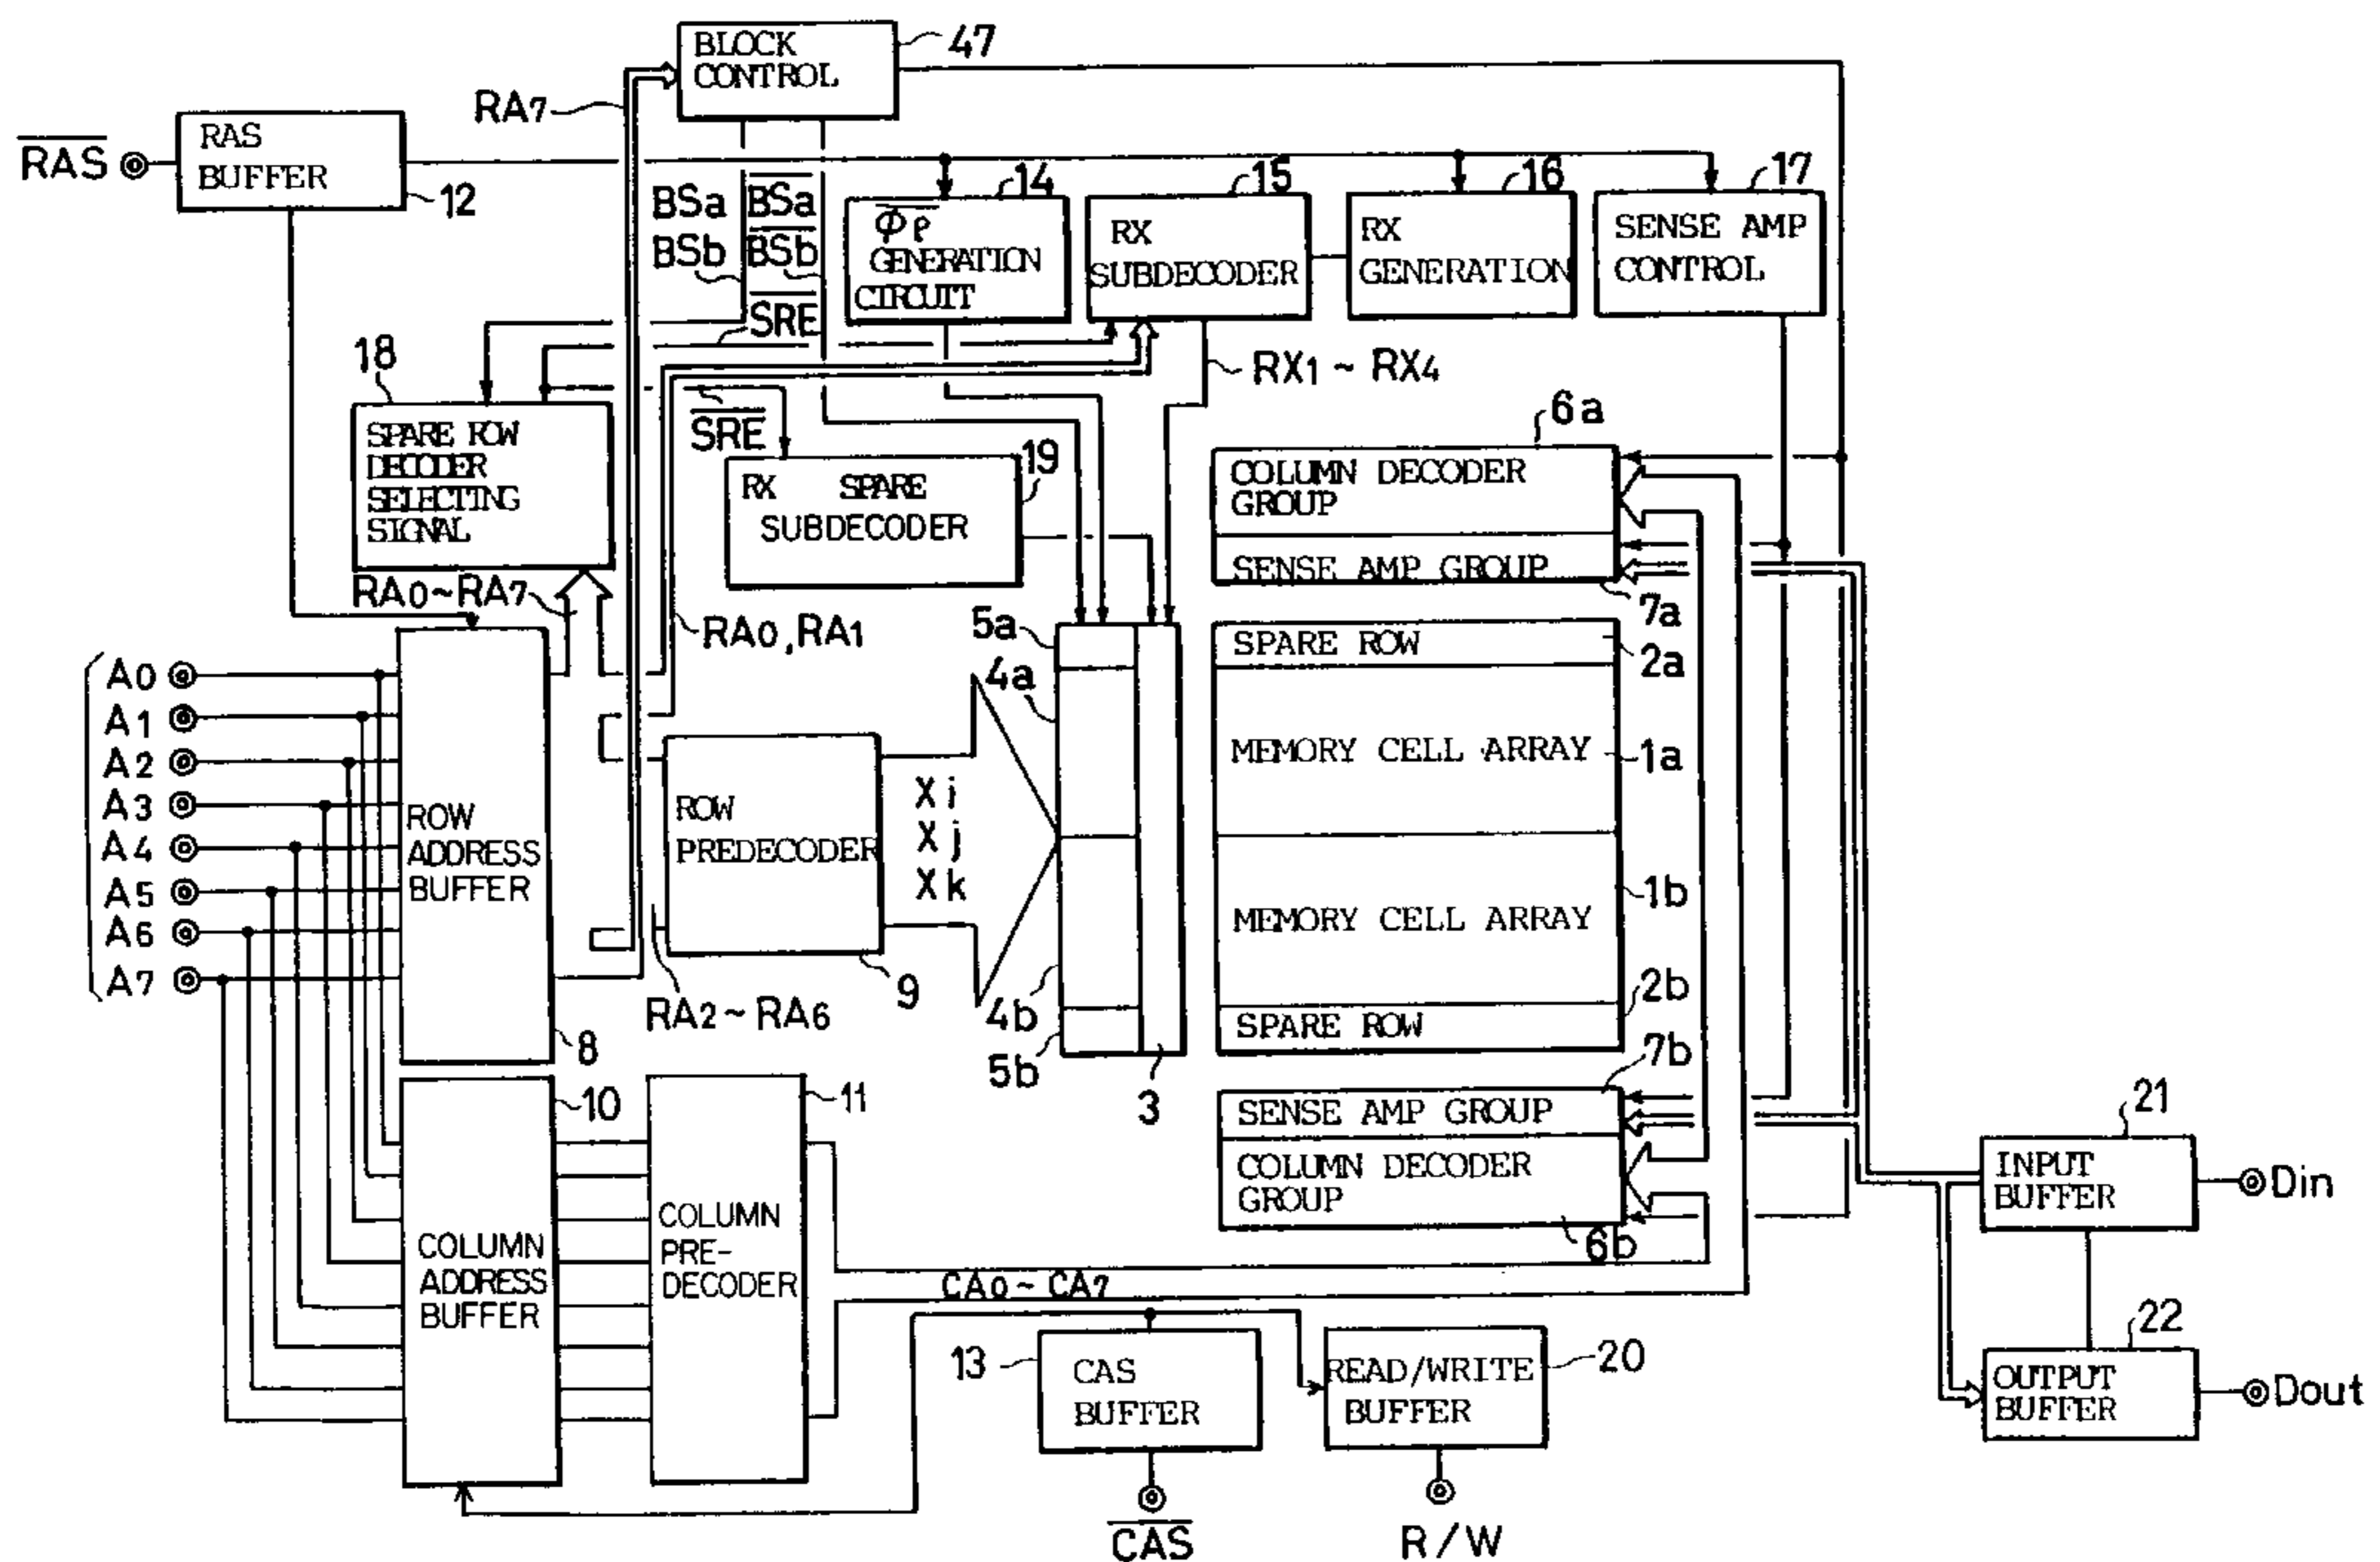 BLOCK
CONTROL
47
RA7
RAS
RAS
BUFFER
12
BSa BSa
BSb BSb
SRE
14
φP
GENERATION
CIRCUIT
15
RX
SUBDECODER
16
RX
GENERATION
17
SENSE AMP
CONTROL
RX1 ~ RX4
18
SPARE ROW
DECODER
SELECTING
SIGNAL
SRE
19
RX SPARE
SUBDECODER
6a
COLUMN DECODER
GROUP
SENSE AMP GROUP
7a
RA0~RA7
RA0,RA1
5a
4a
SPARE ROW
2a
MEMORY CELL ARRAY
1a
MEMORY CELL ARRAY
1b
SPARE ROW
2b
A0
A1
A2
A3
A4
A5
A6
A7
ROW
ADDRESS
BUFFER
8
ROW
PREDECODER
9
Xi
Xj
Xk
RA2~RA6
4b
5b
3
7b
SENSE AMP GROUP
COLUMN DECODER
GROUP
6b
10
COLUMN
ADDRESS
BUFFER
11
COLUMN
PRE-
DECODER
CA0~ CA7
13
CAS
BUFFER
CAS
READ/WRITE
BUFFER
20
R/W
21
INPUT
BUFFER
Din
22
OUTPUT
BUFFER
Dout